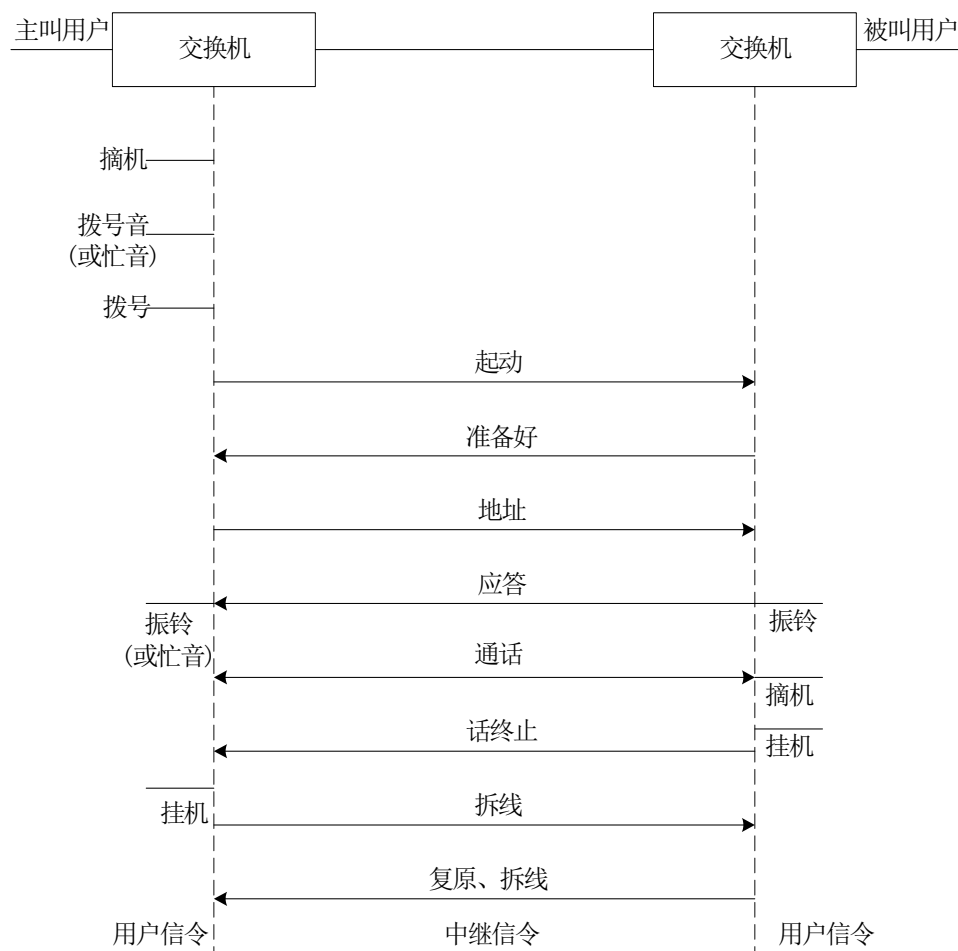 主叫用户
交换机
交换机
被叫用户
摘机
拨号音
(或忙音)
拨号
起动
准备好
地址
应答
振铃
(或忙音)
振铃
通话
摘机
话终止
挂机
挂机
拆线
复原、拆线
用户信令
中继信令
用户信令